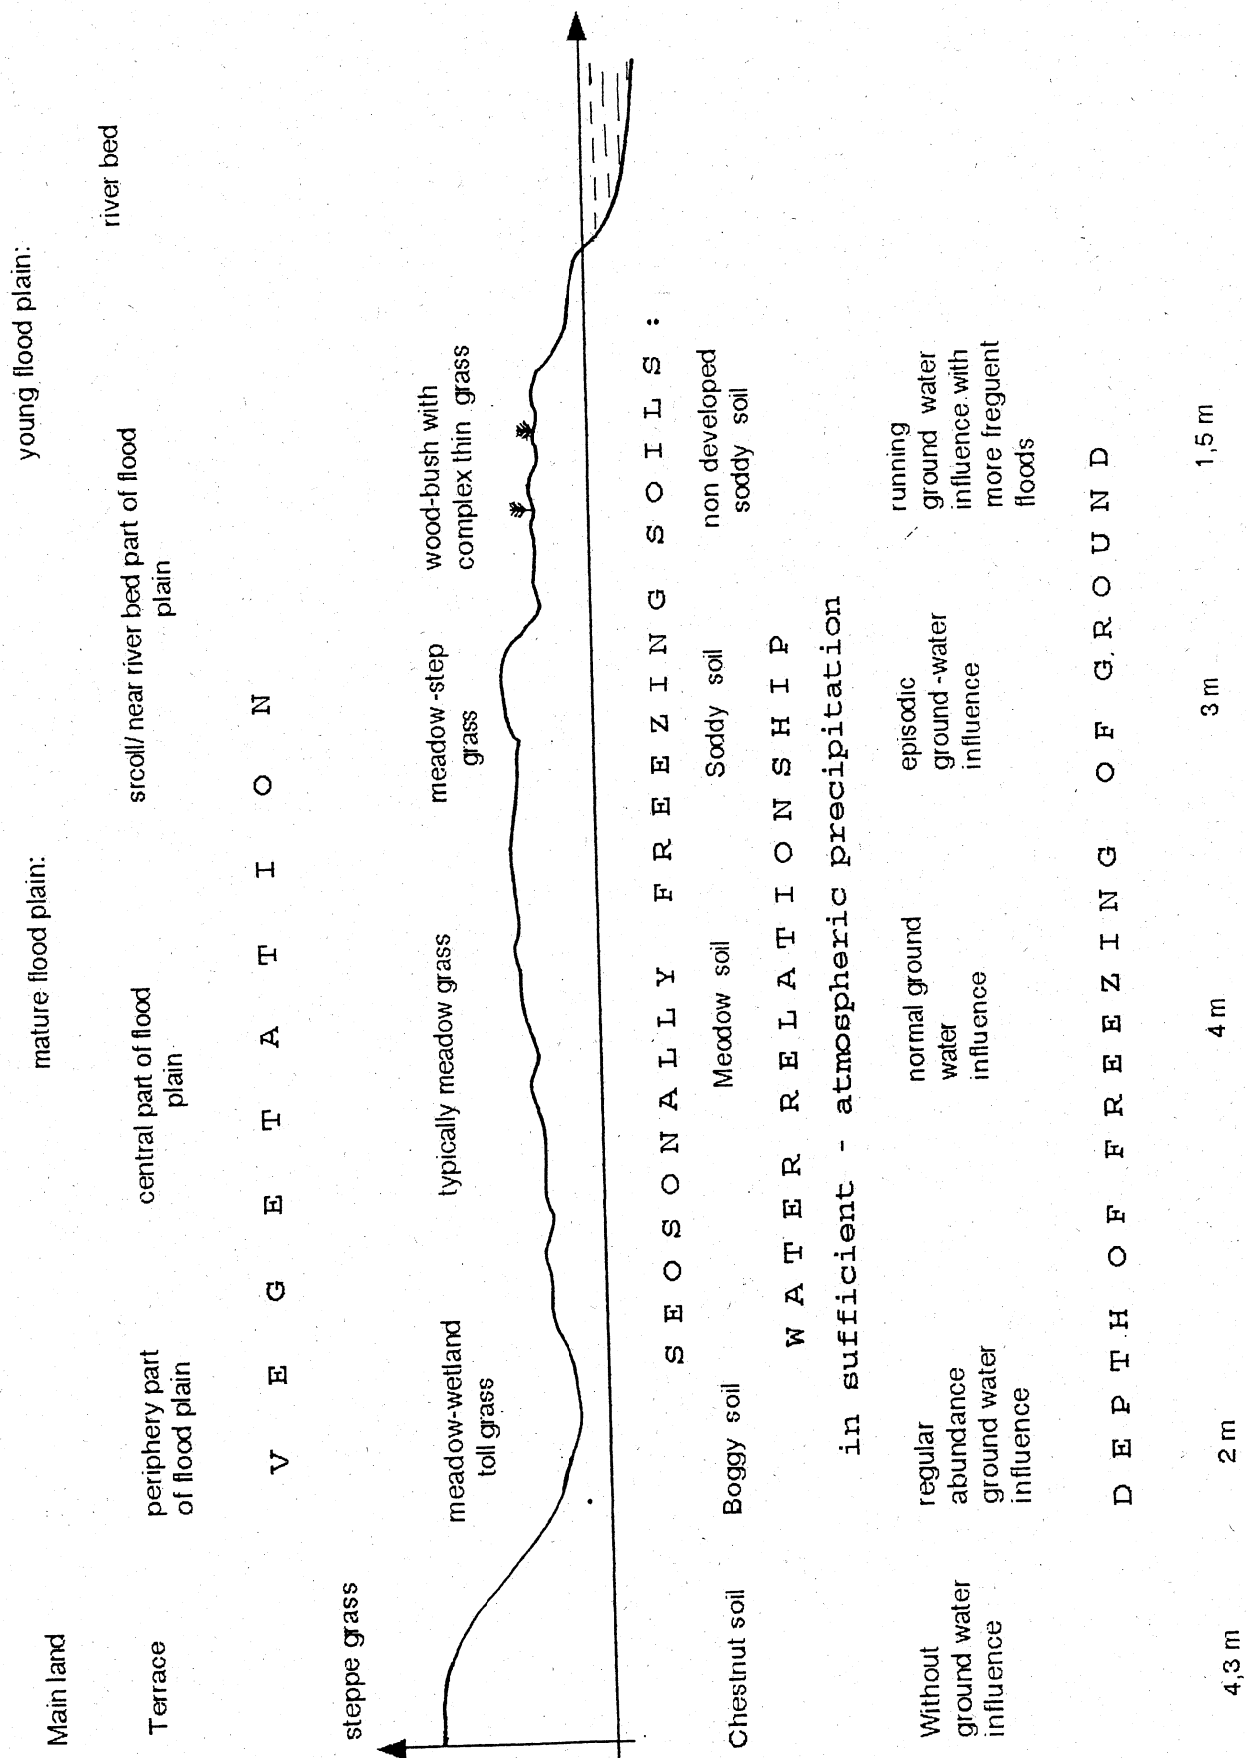 Main land
mature flood plain:
young flood plain:
Terrace
periphery part
of flood plain
central part of flood
plain
srcoll/ near river bed part of flood
plain
river bed
V E G E T A T I O N
steppe grass
meadow-wetland
toll grass
typically meadow grass
meadow-step
grass
wood-bush with
complex thin grass
S E O S O N A L L Y F R E E Z I N G S O I L S :
Chestnut soil
Boggy soil
Meodow soil
Soddy soil
non developed
soddy soil
W A T E R R E L A T I O N S H I P
in sufficient - atmospheric precipitation
Without
ground water
influence
regular
abundance
ground water
influence
normal ground
water
influence
episodic
ground-water
influence
running
ground water
influence with
more freguent
floods
D E P T H O F F R E E Z I N G O F G R O U N D
4,3 m
2 m
4 m
3 m
1,5 m